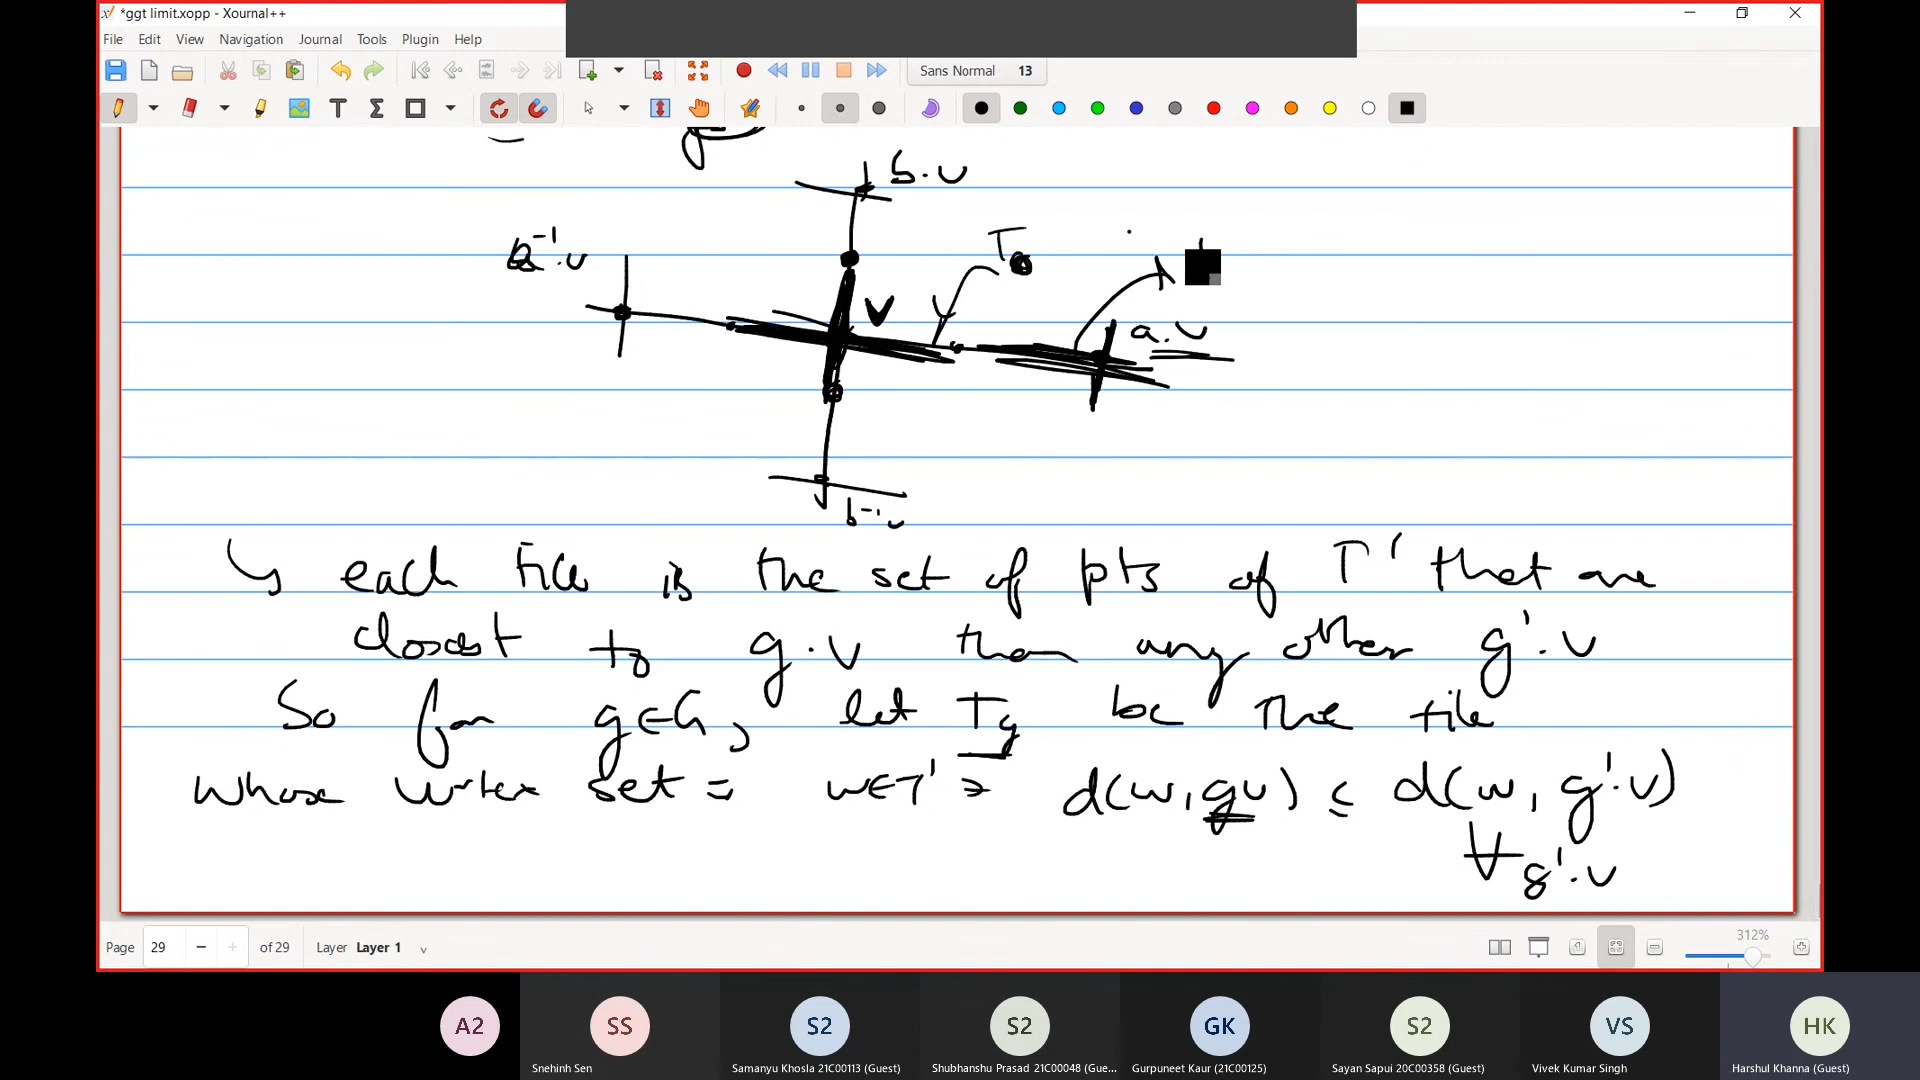 *ggt limit.xopp - Xournal++
File Edit View Navigation Journal Tools Plugin Help
Sans Normal 13
b.v
a⁻¹.v
T
v
a.v
b⁻¹v
↳ each tile is the set of pts of T' that are
closest to g.v than any other g'.v
So for g∈G, let Tg be the tile
whose vertex set = w∈T' ∋ d(w, gv) ≤ d(w, g'.v)
∀ g'.v
Page 29 of 29 Layer Layer 1 312%
A2 SS S2 S2 GK S2 VS HK
Snehinh Sen Samanyu Khosla 21C00113 (Guest) Shubhanshu Prasad 21C00048 (Gue... Gurpuneet Kaur (21C00125) Sayan Sapui 20C00358 (Guest) Vivek Kumar Singh Harshul Khanna (Guest)